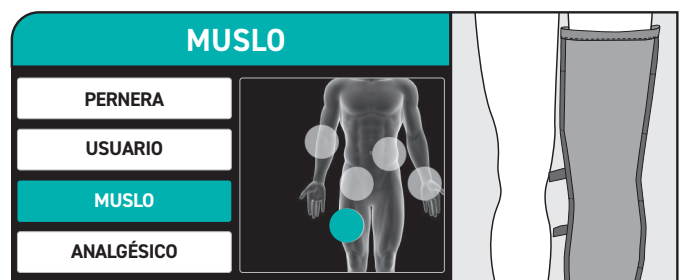 MUSLO
PERNERA
USUARIO
MUSLO
ANALGÉSICO